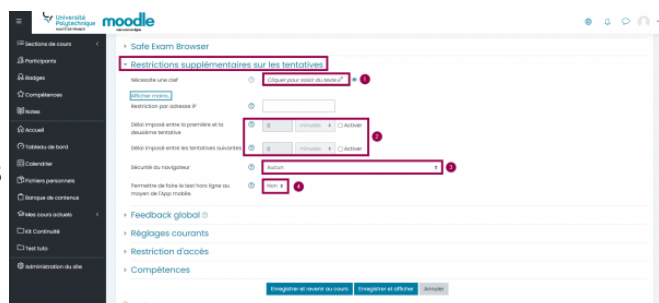 Université
Polytechnique
HAUTS-DE-FRANCE
moodle
Sections de cours
Participants
Badges
Compétences
Notes
Accueil
Tableau de bord
Calendrier
Fichiers personnels
Banque de contenus
Mes cours actuels
Kit Continuité
Test tuto
Administration du site
Safe Exam Browser
Restrictions supplémentaires sur les tentatives
Nécessite une clef
Cliquer pour saisir du texte
1
Afficher moins...
Restriction par adresse IP
Délai imposé entre la première et la
deuxième tentative
0 minutes Activer
2
Délai imposé entre les tentatives suivantes
0 minutes Activer
Sécurité du navigateur
Aucun
3
Permettre de faire le test hors ligne au
moyen de l'App mobile.
Non
4
Feedback global
Réglages courants
Restriction d'accès
Compétences
Enregistrer et revenir au cours Enregistrer et afficher Annuler